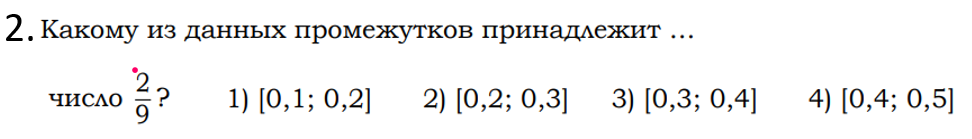 2. Какому из данных промежутков принадлежит ...
число 2/9? 1) [0,1; 0,2] 2) [0,2; 0,3] 3) [0,3; 0,4] 4) [0,4; 0,5]